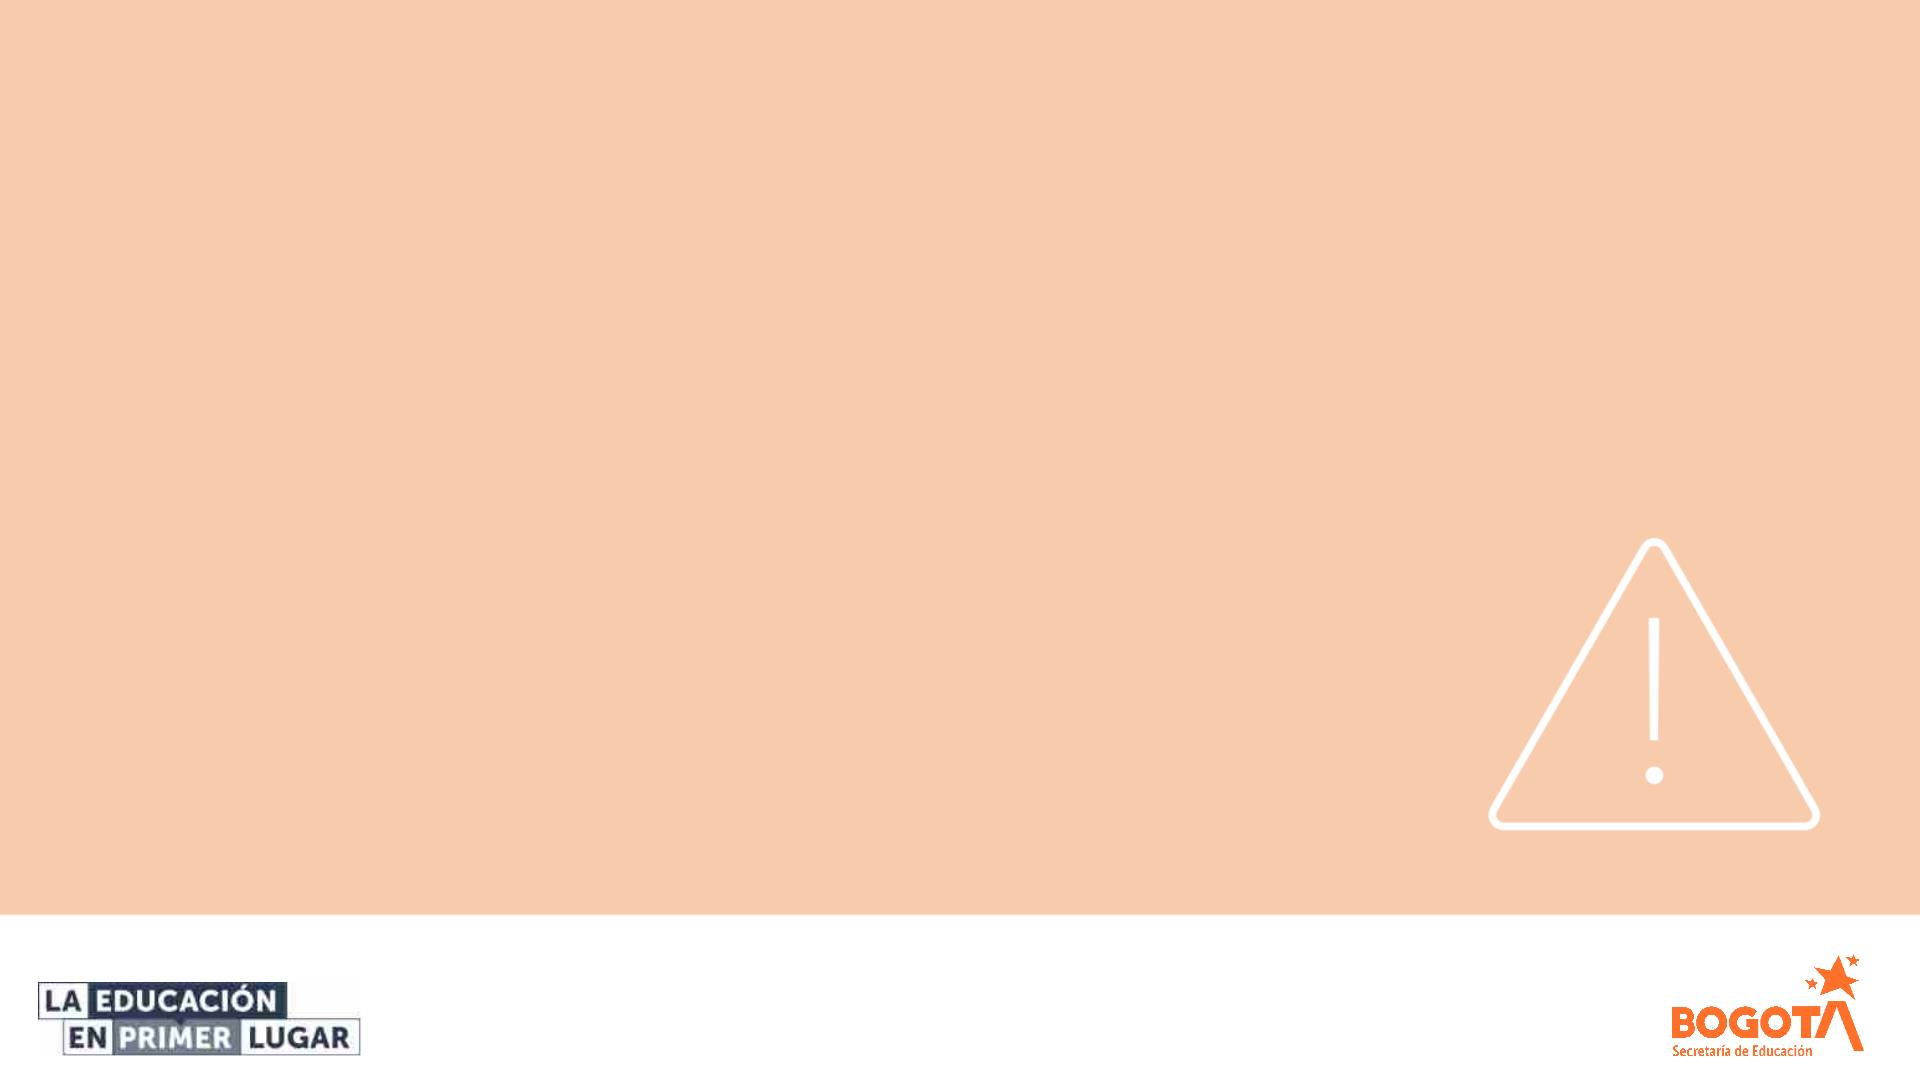 LA EDUCACIÓN
EN PRIMER LUGAR
BOGOTÁ
Secretaría de Educación